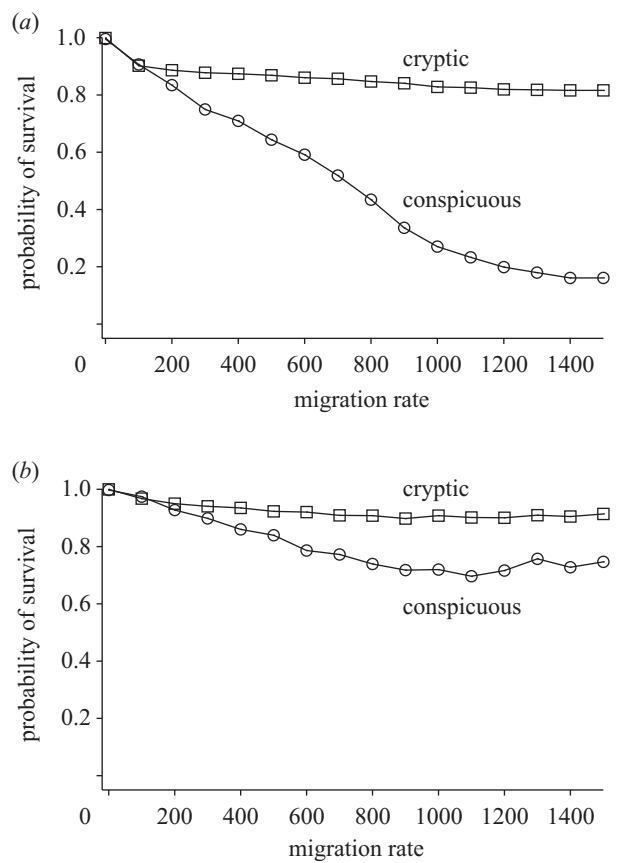 (a)
1.0
cryptic
0.8
0.6
conspicuous
0.4
0.2
probability of survival
0 200 400 600 800 1000 1200 1400
migration rate
(b)
1.0
cryptic
0.8
0.6
conspicuous
0.4
0.2
probability of survival
0 200 400 600 800 1000 1200 1400
migration rate